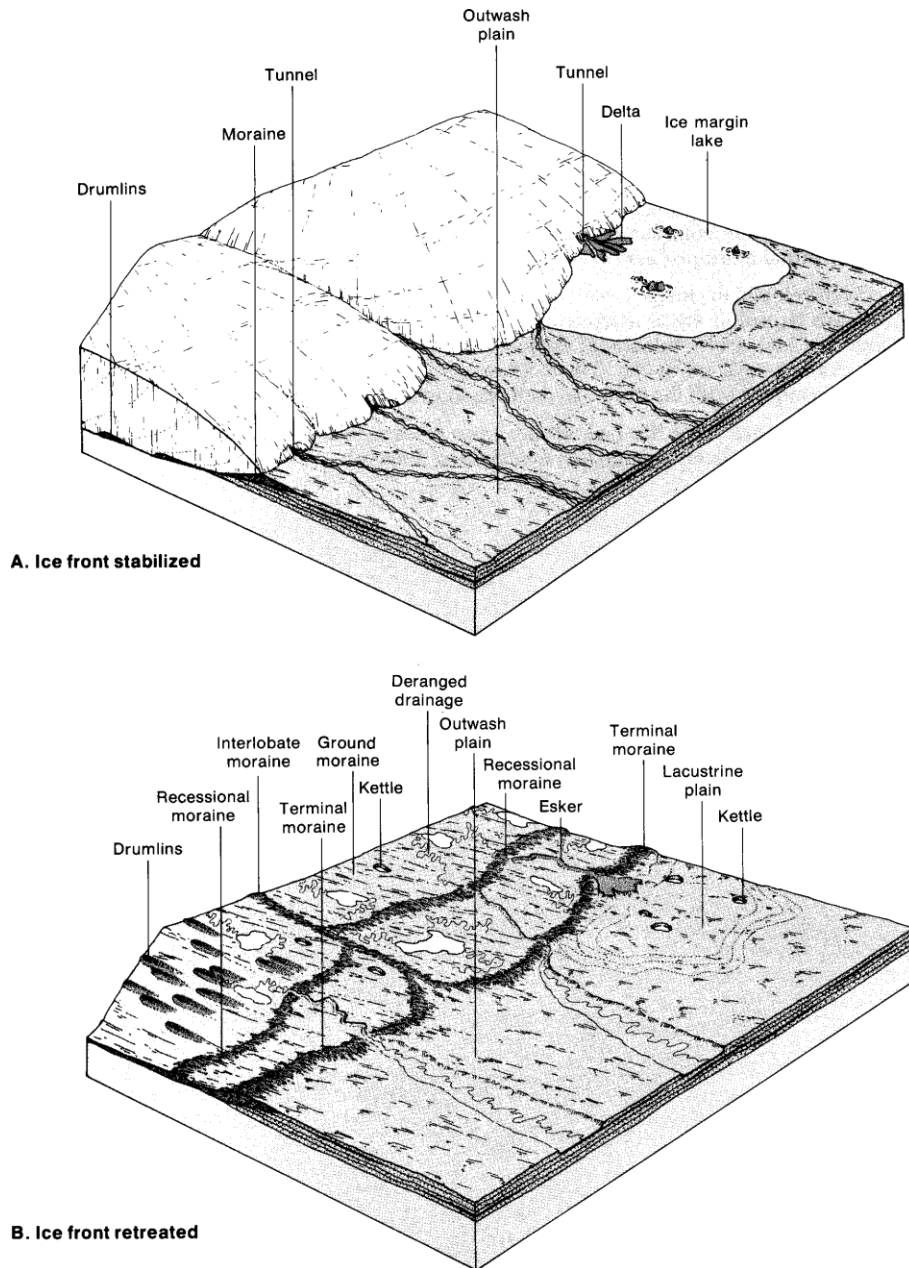 Outwash
plain
Tunnel
Tunnel
Delta
Moraine
Ice margin
lake
Drumlins
A. Ice front stabilized
Deranged
drainage
Outwash
plain
Terminal
moraine
Interlobate
moraine
Ground
moraine
Recessional
moraine
Lacustrine
plain
Kettle
Recessional
moraine
Terminal
moraine
Esker
Kettle
Drumlins
B. Ice front retreated